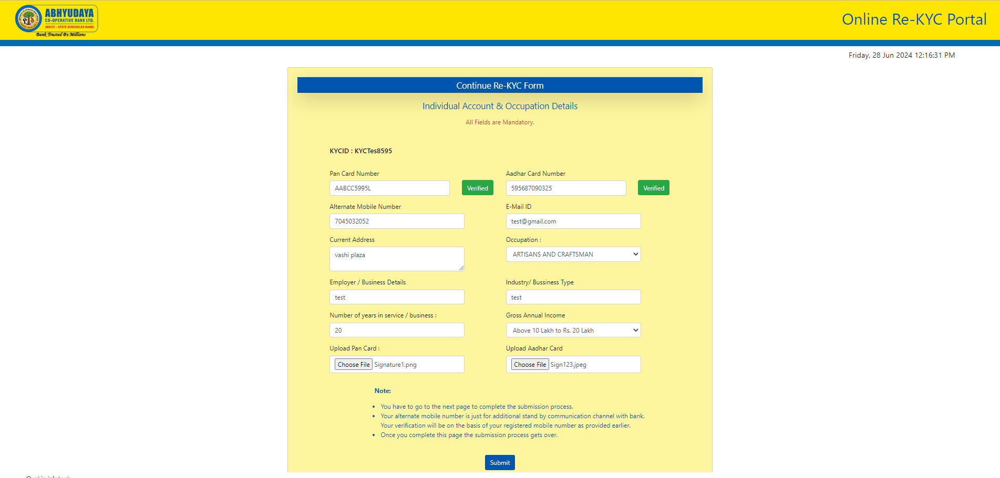 ABHYUDAYA
CO-OPERATIVE BANK LTD.
(MULTI - STATE SCHEDULED BANK)
Bank Trusted By Millions
Online Re-KYC Portal
Friday, 28 Jun 2024 12:16:31 PM
Continue Re-KYC Form
Individual Account & Occupation Details
All Fields are Mandatory.
KYCID : KYCTes8595
Pan Card Number Aadhar Card Number
AABCC5995L Verified 595687090325 Verified
Alternate Mobile Number E-Mail ID
7045032052 test@gmail.com
Current Address Occupation :
vashi plaza ARTISANS AND CRAFTSMAN
Employer / Business Details Industry/ Bussiness Type
test test
Number of years in service / business : Gross Annual Income
20 Above 10 Lakh to Rs. 20 Lakh
Upload Pan Card : Upload Aadhar Card
Choose File Signature1.png Choose File Sign123.jpeg
Note:
You have to go to the next page to complete the submission process.
Your alternate mobile number is just for additional stand by communication channel with bank.
Your verification will be on the basis of your registered mobile number as provided earlier.
Once you complete this page the submission process gets over.
Submit